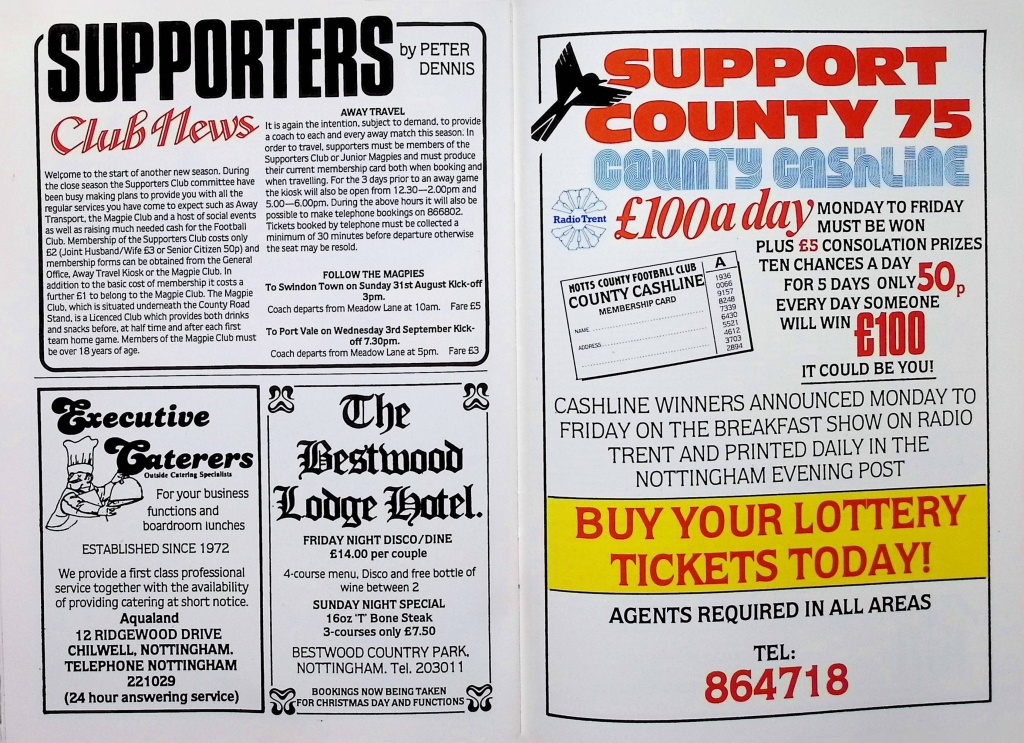 SUPPORTERS
by PETER
DENNIS
Club News
Welcome to the start of another new season. During
the close season the Supporters Club committee have
been busy making plans to provide you with all the
regular services you have come to expect such as Away
Transport, the Magpie Club and a host of social events
as well as raising much needed cash for the Football
Club. Membership of the Supporters Club costs only
£2 (Joint Husband/Wife £3 or Senior Citizen 50p) and
membership forms can be obtained from the General
Office, Away Travel Kiosk or the Magpie Club. In
addition to the basic cost of membership it costs a
further £1 to belong to the Magpie Club. The Magpie
Club, which is situated underneath the County Road
Stand, is a Licenced Club which provides both drinks
and snacks before, at half time and after each first
team home game. Members of the Magpie Club must
be over 18 years of age.
AWAY TRAVEL
It is again the intention, subject to demand, to provide
a coach to each and every away match this season. In
order to travel, supporters must be members of the
Supporters Club or Junior Magpies and must produce
their current membership card both when booking and
when travelling. For the 3 days prior to an away game
the kiosk will also be open from 12.30—2.00pm and
5.00—6.00pm. During the above hours it will also be
possible to make telephone bookings on 866802.
Tickets booked by telephone must be collected a
minimum of 30 minutes before departure otherwise
the seat may be resold.
FOLLOW THE MAGPIES
To Swindon Town on Sunday 31st August Kick-off
3pm.
Coach departs from Meadow Lane at 10am. Fare £5
To Port Vale on Wednesday 3rd September Kick-
off 7.30pm.
Coach departs from Meadow Lane at 5pm. Fare £3
Executive
Caterers
Outside Catering Specialists
For your business
functions and
boardroom lunches
ESTABLISHED SINCE 1972
We provide a first class professional
service together with the availability
of providing catering at short notice.
Aqualand
12 RIDGEWOOD DRIVE
CHILWELL, NOTTINGHAM.
TELEPHONE NOTTINGHAM
221029
(24 hour answering service)
The
Bestwood
Lodge Hotel.
FRIDAY NIGHT DISCO/DINE
£14.00 per couple
4-course menu, Disco and free bottle of
wine between 2
SUNDAY NIGHT SPECIAL
16oz 'T' Bone Steak
3-courses only £7.50
BESTWOOD COUNTRY PARK,
NOTTINGHAM. Tel. 203011
BOOKINGS NOW BEING TAKEN
FOR CHRISTMAS DAY AND FUNCTIONS
SUPPORT
COUNTY 75
COUNTY CASHLINE
Radio Trent
£100 a day
MONDAY TO FRIDAY
MUST BE WON
PLUS £5 CONSOLATION PRIZES
TEN CHANCES A DAY
FOR 5 DAYS ONLY 50p
EVERY DAY SOMEONE
WILL WIN £100
IT COULD BE YOU!
NOTTS COUNTY FOOTBALL CLUB
COUNTY CASHLINE
MEMBERSHIP CARD
NAME
ADDRESS
A
1936
0066
9157
8248
7339
6430
5521
4612
3703
2894
CASHLINE WINNERS ANNOUNCED MONDAY TO
FRIDAY ON THE BREAKFAST SHOW ON RADIO
TRENT AND PRINTED DAILY IN THE
NOTTINGHAM EVENING POST
BUY YOUR LOTTERY
TICKETS TODAY!
AGENTS REQUIRED IN ALL AREAS
TEL:
864718